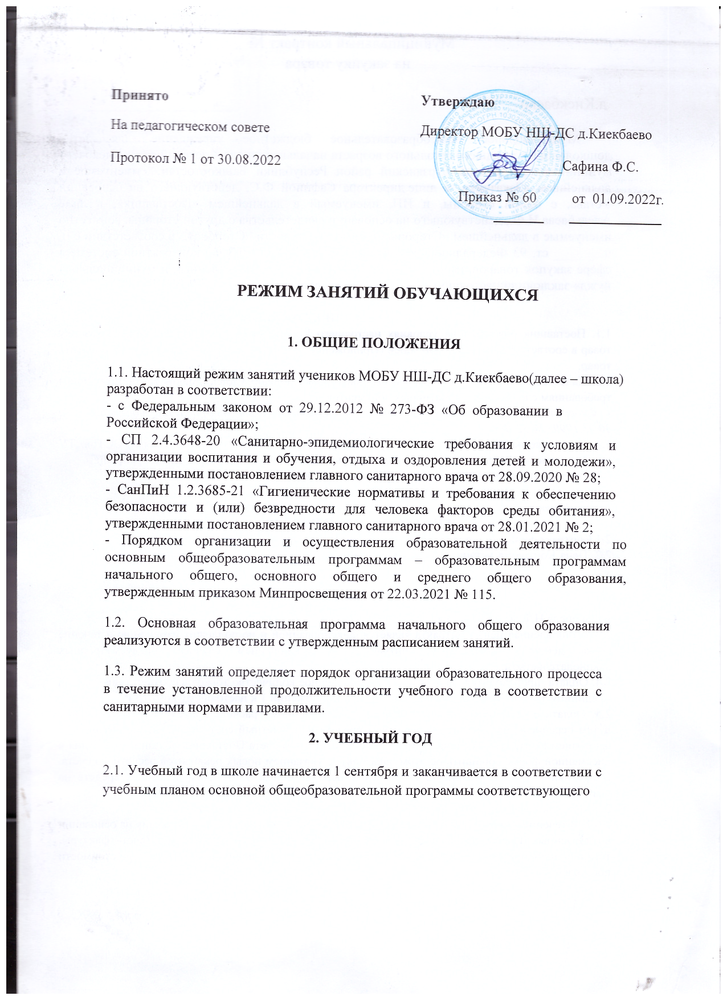 Принято
На педагогическом совете
Протокол № 1 от 30.08.2022
Утверждаю
Директор МОБУ НШ-ДС д.Киекбаево
Сафина Ф.С.
Приказ № 60 от 01.09.2022г.
РЕЖИМ ЗАНЯТИЙ ОБУЧАЮЩИХСЯ
1. ОБЩИЕ ПОЛОЖЕНИЯ
1.1. Настоящий режим занятий учеников МОБУ НШ-ДС д.Киекбаево(далее – школа)
разработан в соответствии:
- с Федеральным законом от 29.12.2012 № 273-ФЗ «Об образовании в
Российской Федерации»;
- СП 2.4.3648-20 «Санитарно-эпидемиологические требования к условиям и
организации воспитания и обучения, отдыха и оздоровления детей и молодежи»,
утвержденными постановлением главного санитарного врача от 28.09.2020 № 28;
- СанПиН 1.2.3685-21 «Гигиенические нормативы и требования к обеспечению
безопасности и (или) безвредности для человека факторов среды обитания»,
утвержденными постановлением главного санитарного врача от 28.01.2021 № 2;
- Порядком организации и осуществления образовательной деятельности по
основным общеобразовательным программам – образовательным программам
начального общего, основного общего и среднего общего образования,
утвержденным приказом Минпросвещения от 22.03.2021 № 115.
1.2. Основная образовательная программа начального общего образования
реализуются в соответствии с утвержденным расписанием занятий.
1.3. Режим занятий определяет порядок организации образовательного процесса
в течение установленной продолжительности учебного года в соответствии с
санитарными нормами и правилами.
2. УЧЕБНЫЙ ГОД
2.1. Учебный год в школе начинается 1 сентября и заканчивается в соответствии с
учебным планом основной общеобразовательной программы соответствующего